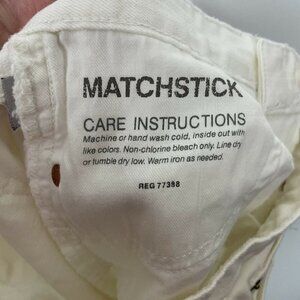 MATCHSTICK
CARE INSTRUCTIONS
Machine or hand wash cold, inside out with
like colors. Non-chlorine bleach only. Line dry
or tumble dry low. Warm iron as needed.
REG 77388